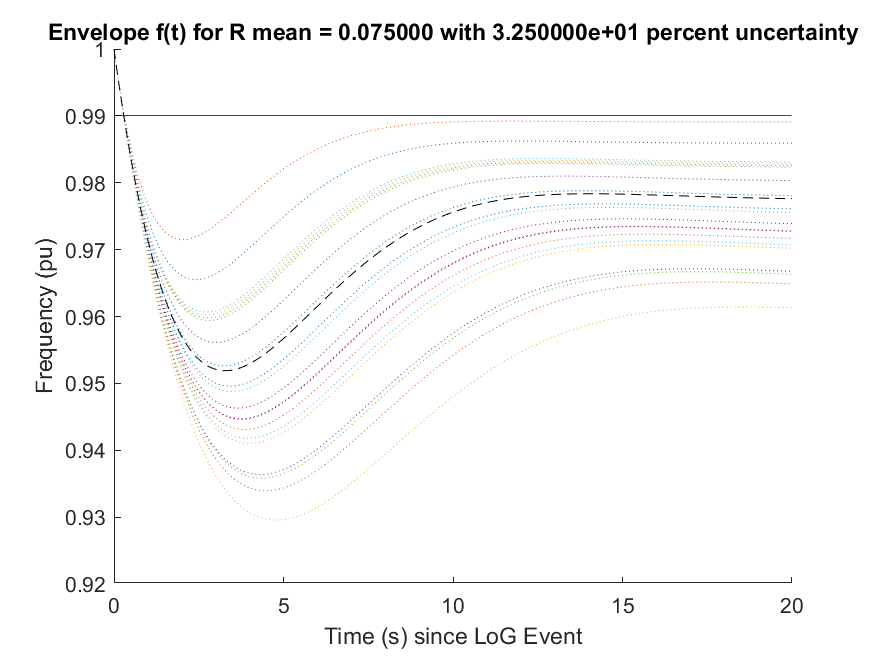 Envelope f(t) for R mean = 0.075000 with 3.250000e+01 percent uncertainty
1
0.99
0.98
0.97
0.96
0.95
0.94
0.93
0.92
Frequency (pu)
0 5 10 15 20
Time (s) since LoG Event